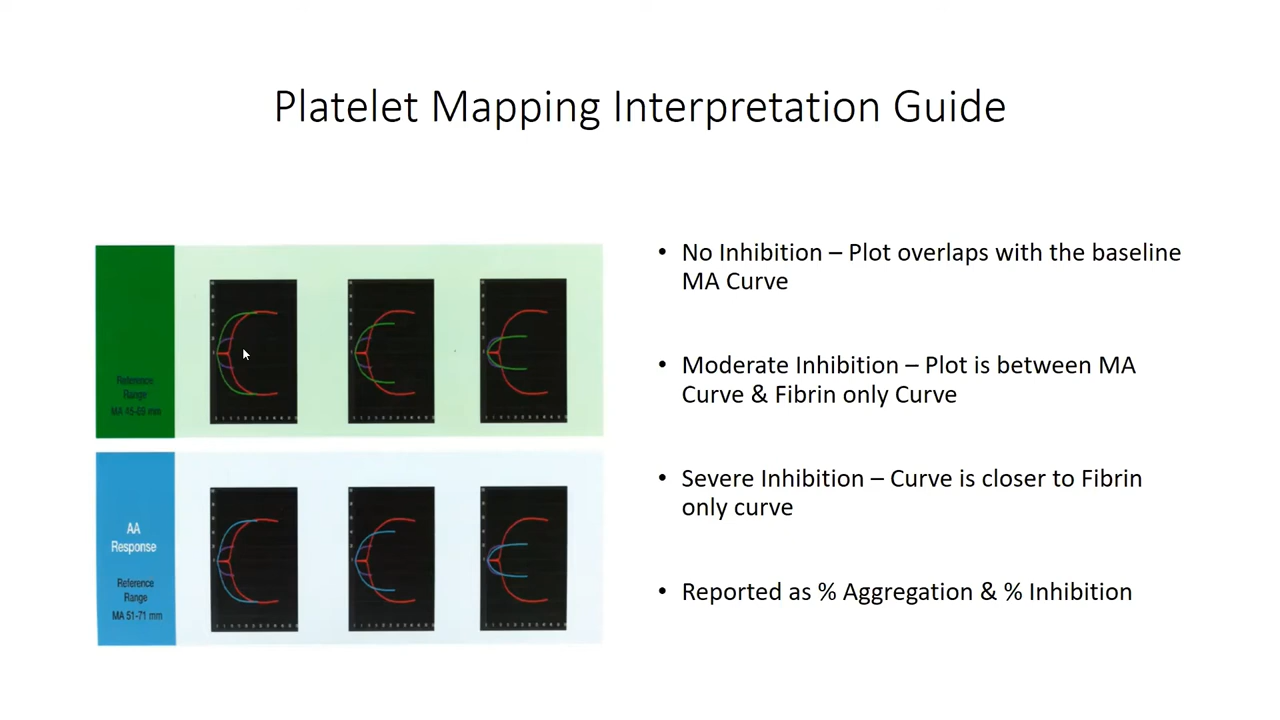 Platelet Mapping Interpretation Guide
Reference
Range
MA 45-69 mm
AA
Response
Reference
Range
MA 51-71 mm
• No Inhibition – Plot overlaps with the baseline
MA Curve
• Moderate Inhibition – Plot is between MA
Curve & Fibrin only Curve
• Severe Inhibition – Curve is closer to Fibrin
only curve
• Reported as % Aggregation & % Inhibition